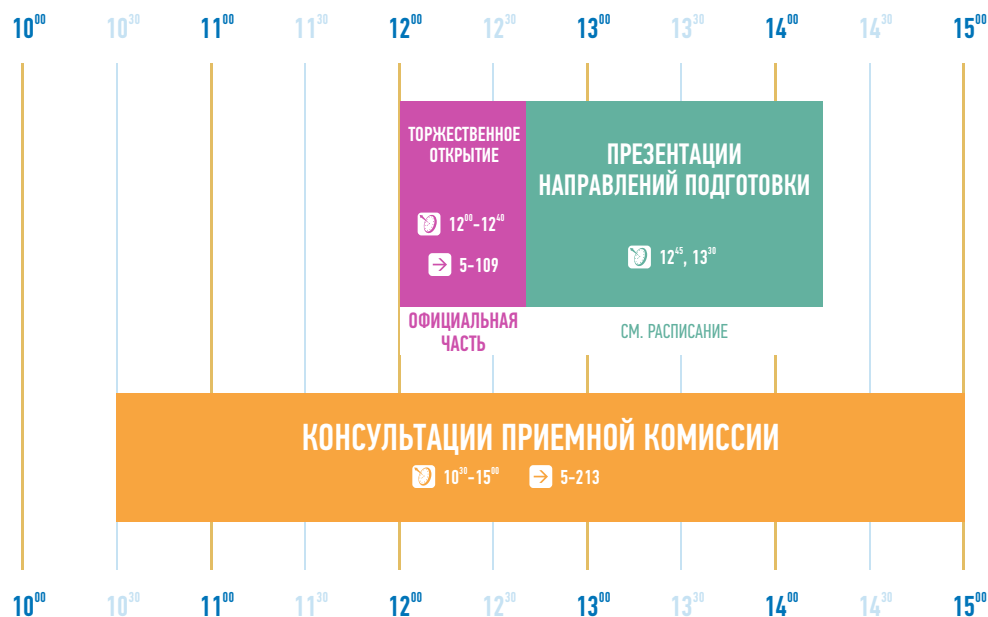 10⁰⁰ 10³⁰ 11⁰⁰ 11³⁰ 12⁰⁰ 12³⁰ 13⁰⁰ 13³⁰ 14⁰⁰ 14³⁰ 15⁰⁰
ТОРЖЕСТВЕННОЕ
ОТКРЫТИЕ
12⁰⁰-12⁴⁰
5-109
ОФИЦИАЛЬНАЯ
ЧАСТЬ
ПРЕЗЕНТАЦИИ
НАПРАВЛЕНИЙ ПОДГОТОВКИ
12⁴⁵, 13³⁰
СМ. РАСПИСАНИЕ
КОНСУЛЬТАЦИИ ПРИЕМНОЙ КОМИССИИ
10³⁰-15⁰⁰ 5-213
10⁰⁰ 10³⁰ 11⁰⁰ 11³⁰ 12⁰⁰ 12³⁰ 13⁰⁰ 13³⁰ 14⁰⁰ 14³⁰ 15⁰⁰